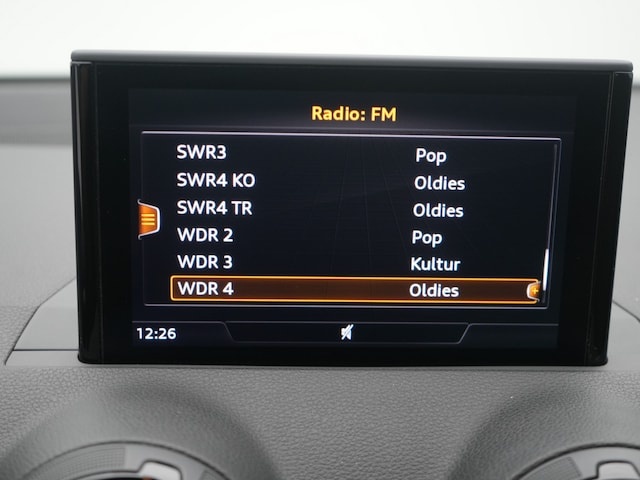 Radio: FM
SWR3 Pop
SWR4 KO Oldies
SWR4 TR Oldies
WDR 2 Pop
WDR 3 Kultur
WDR 4 Oldies
12:26